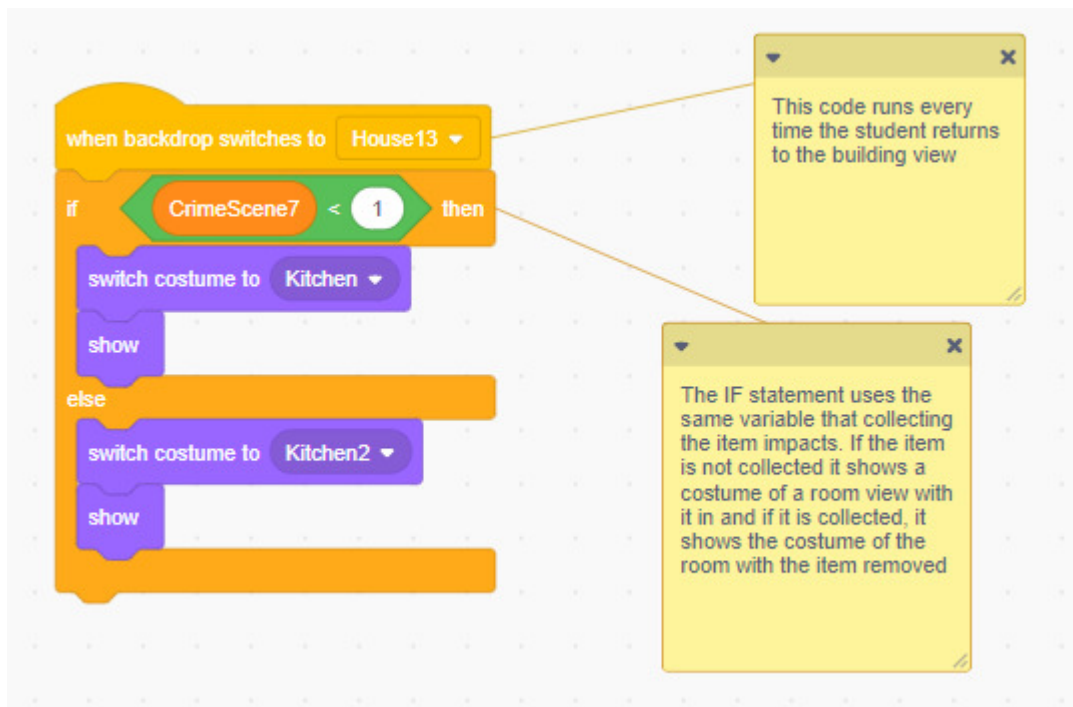 when backdrop switches to House13
if CrimeScene7 < 1 then
switch costume to Kitchen
show
else
switch costume to Kitchen2
show
This code runs every
time the student returns
to the building view
The IF statement uses the
same variable that collecting
the item impacts. If the item
is not collected it shows a
costume of a room view with
it in and if it is collected, it
shows the costume of the
room with the item removed